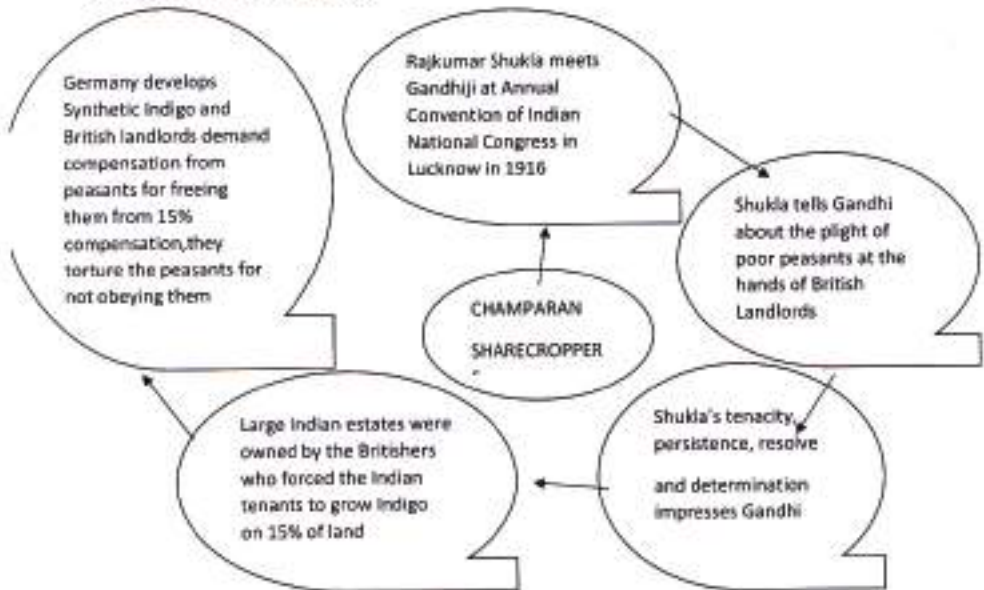 CHAMPARAN
SHARECROPPER
Rajkumar Shukla meets
Gandhiji at Annual
Convention of Indian
National Congress in
Lucknow in 1916
Shukla tells Gandhi
about the plight of
poor peasants at the
hands of British
Landlords
Shukla's tenacity,
persistence, resolve
and determination
impresses Gandhi
Large Indian estates were
owned by the Britishers
who forced the Indian
tenants to grow Indigo
on 15% of land
Germany develops
Synthetic Indigo and
British landlords demand
compensation from
peasants for freeing
them from 15%
compensation,they
torture the peasants for
not obeying them